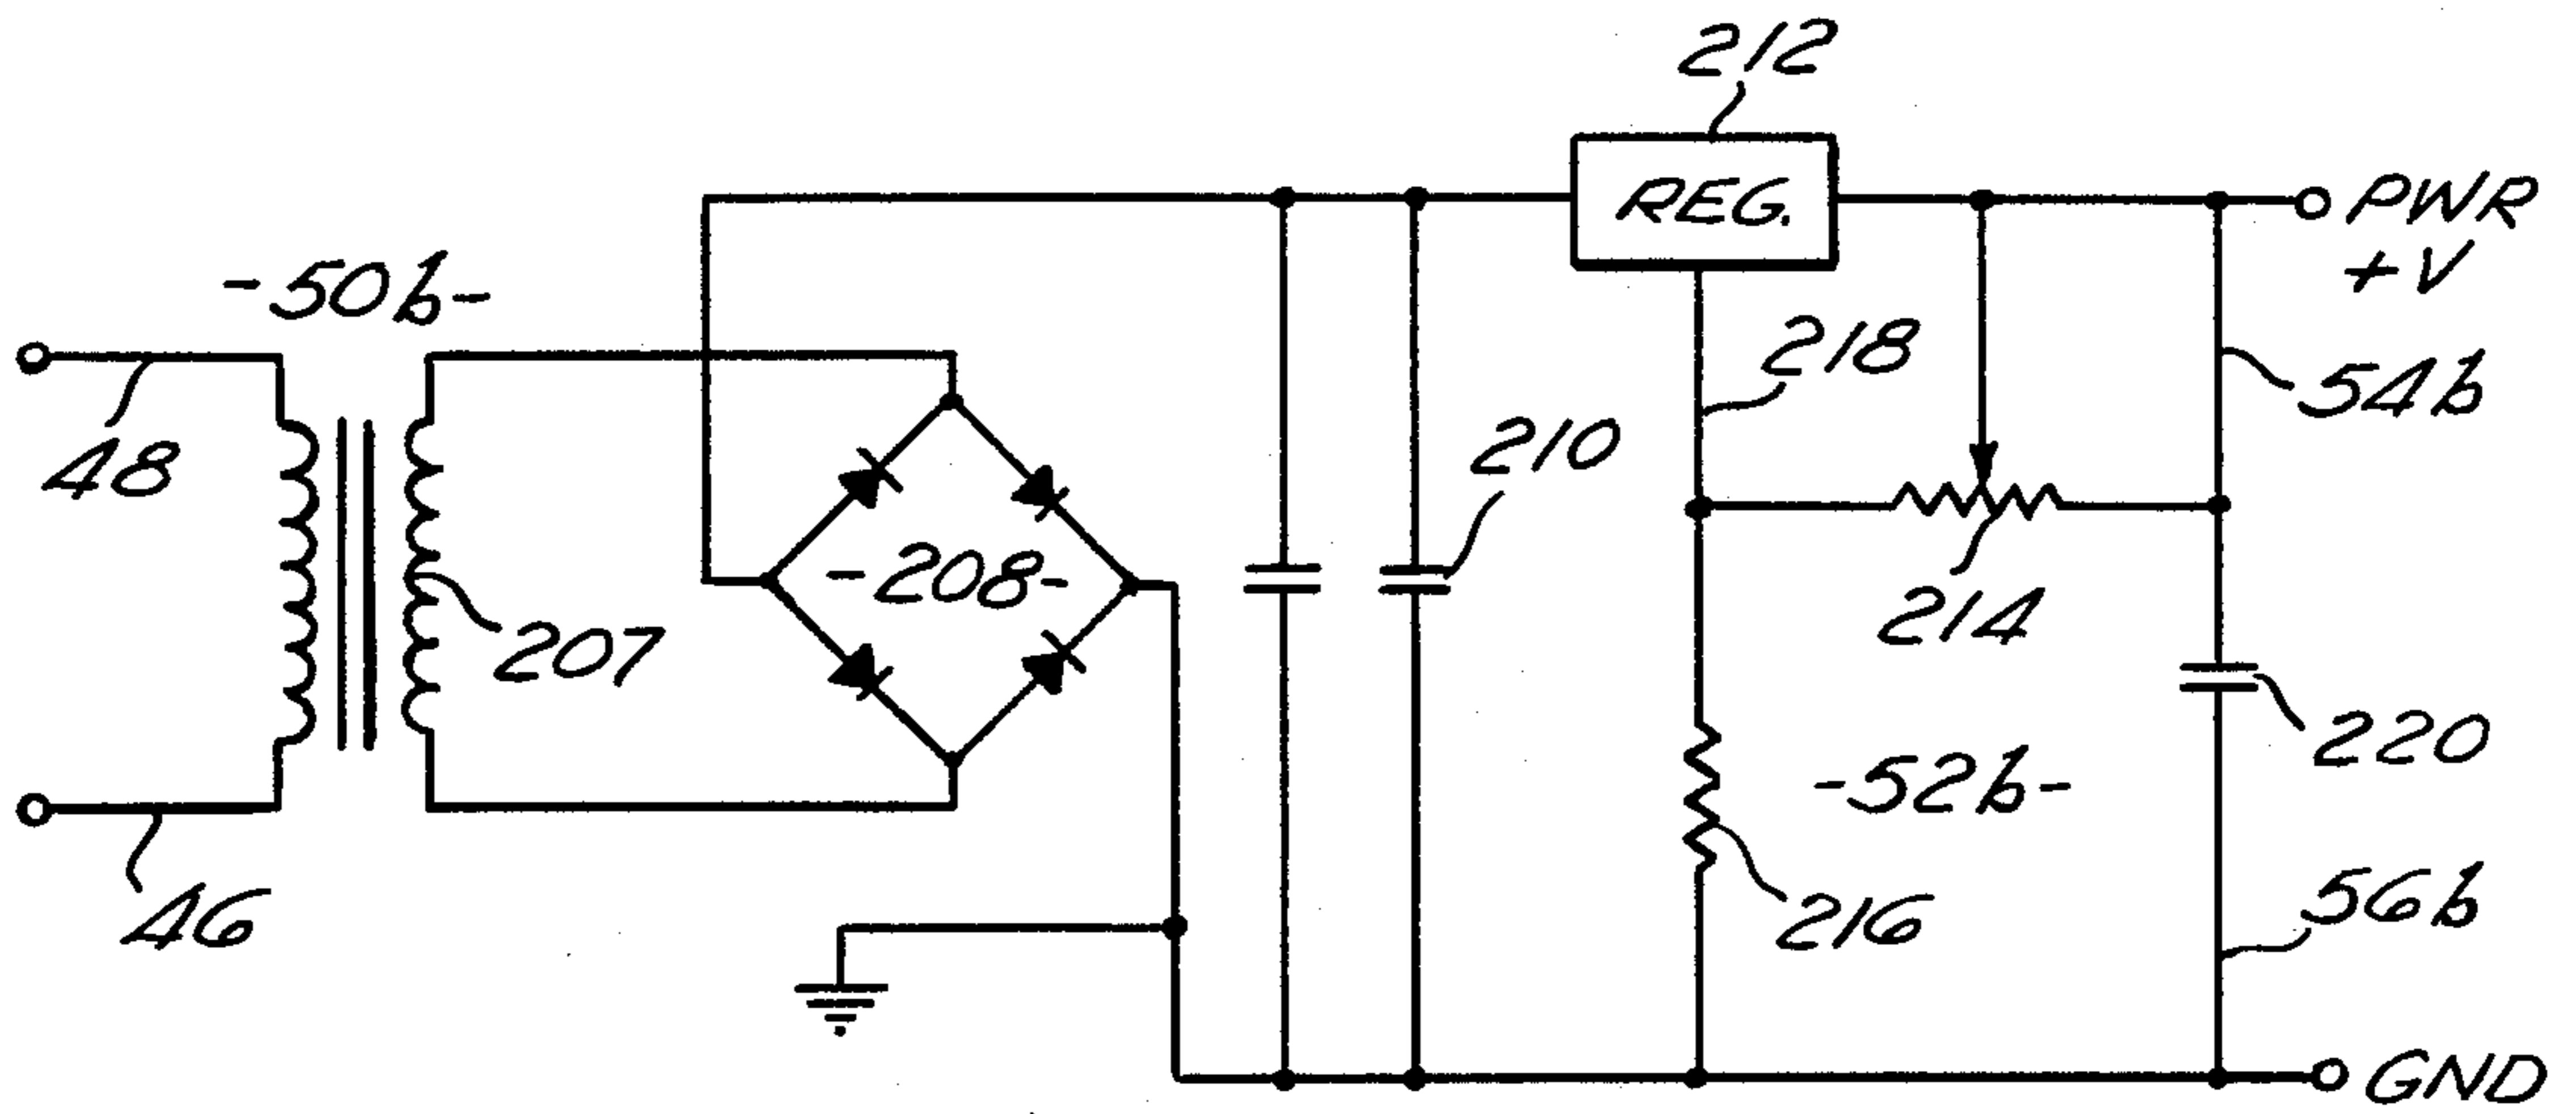 212
REG.
PWR
+V
-50b-
218
54b
48
210
-208-
214
207
220
-52b-
216
56b
46
GND